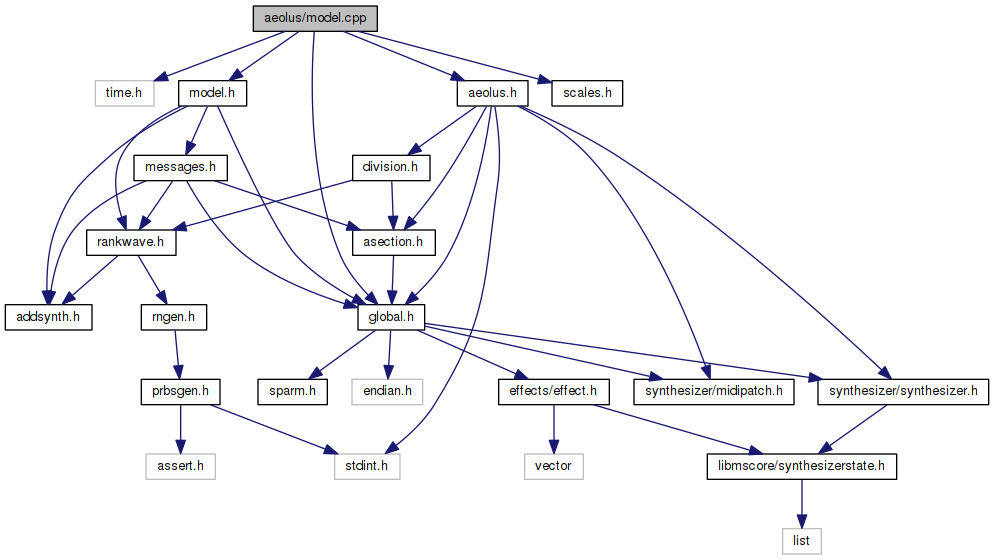 aeolus/model.cpp
time.h
model.h
aeolus.h
scales.h
messages.h
division.h
rankwave.h
asection.h
addsynth.h
rngen.h
global.h
prbsgen.h
sparm.h
endian.h
effects/effect.h
synthesizer/midipatch.h
synthesizer/synthesizer.h
assert.h
stdint.h
vector
libmscore/synthesizerstate.h
list